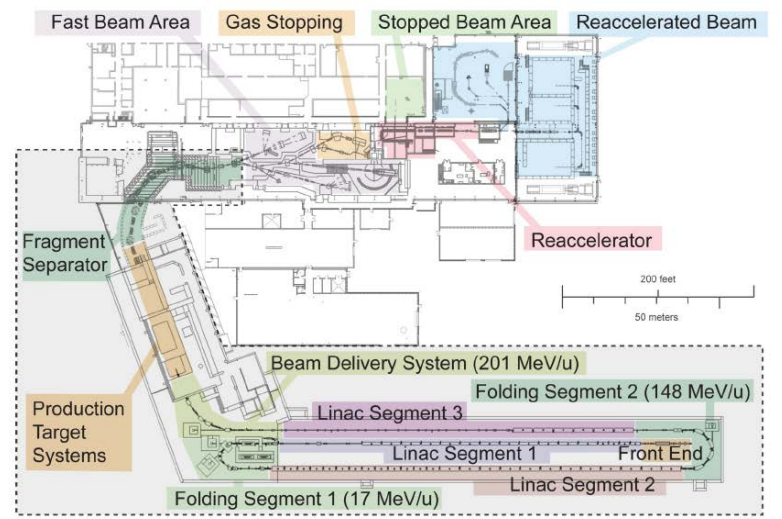 Fast Beam Area
Gas Stopping
Stopped Beam Area
Reaccelerated Beam
Fragment
Separator
Reaccelerator
200 feet
50 meters
Beam Delivery System (201 MeV/u)
Folding Segment 2 (148 MeV/u)
Production
Target
Systems
Linac Segment 3
Linac Segment 1
Front End
Linac Segment 2
Folding Segment 1 (17 MeV/u)